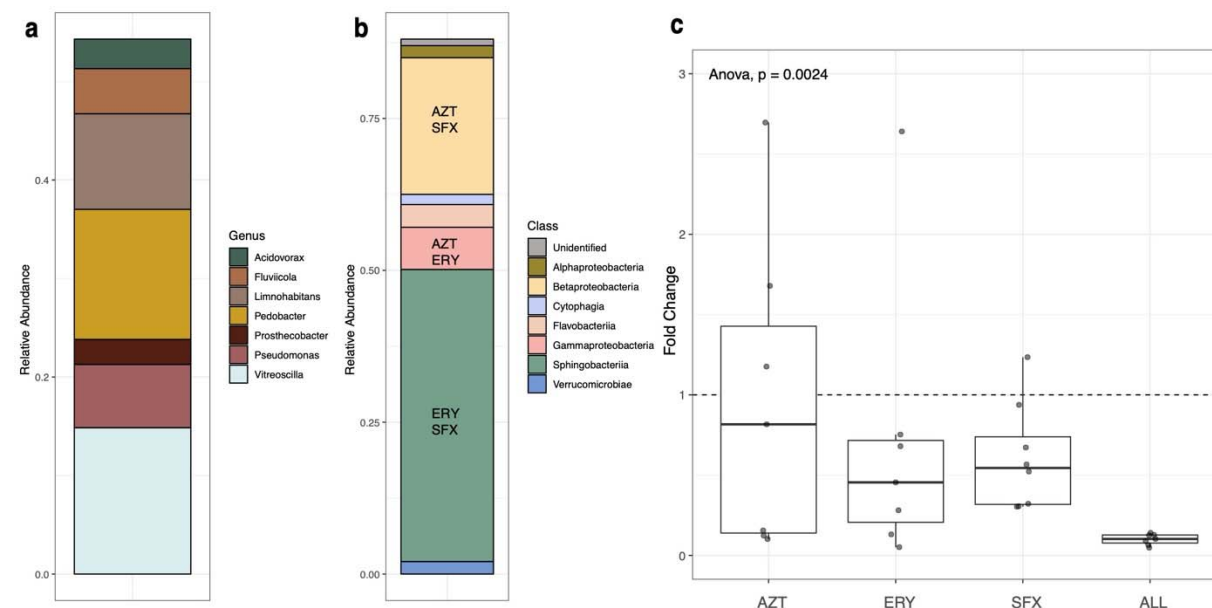 a
Relative Abundance
0.4
0.2
0.0
Genus
Acidovorax
Fluviicola
Limnohabitans
Pedobacter
Prosthecobacter
Pseudomonas
Vitreoscilla
b
Relative Abundance
0.75
0.50
0.25
0.00
AZT
SFX
AZT
ERY
ERY
SFX
Class
Unidentified
Alphaproteobacteria
Betaproteobacteria
Cytophagia
Flavobacteriia
Gammaproteobacteria
Sphingobacteriia
Verrucomicrobiae
c
Anova, p = 0.0024
Fold Change
3
2
1
0
AZT ERY SFX ALL